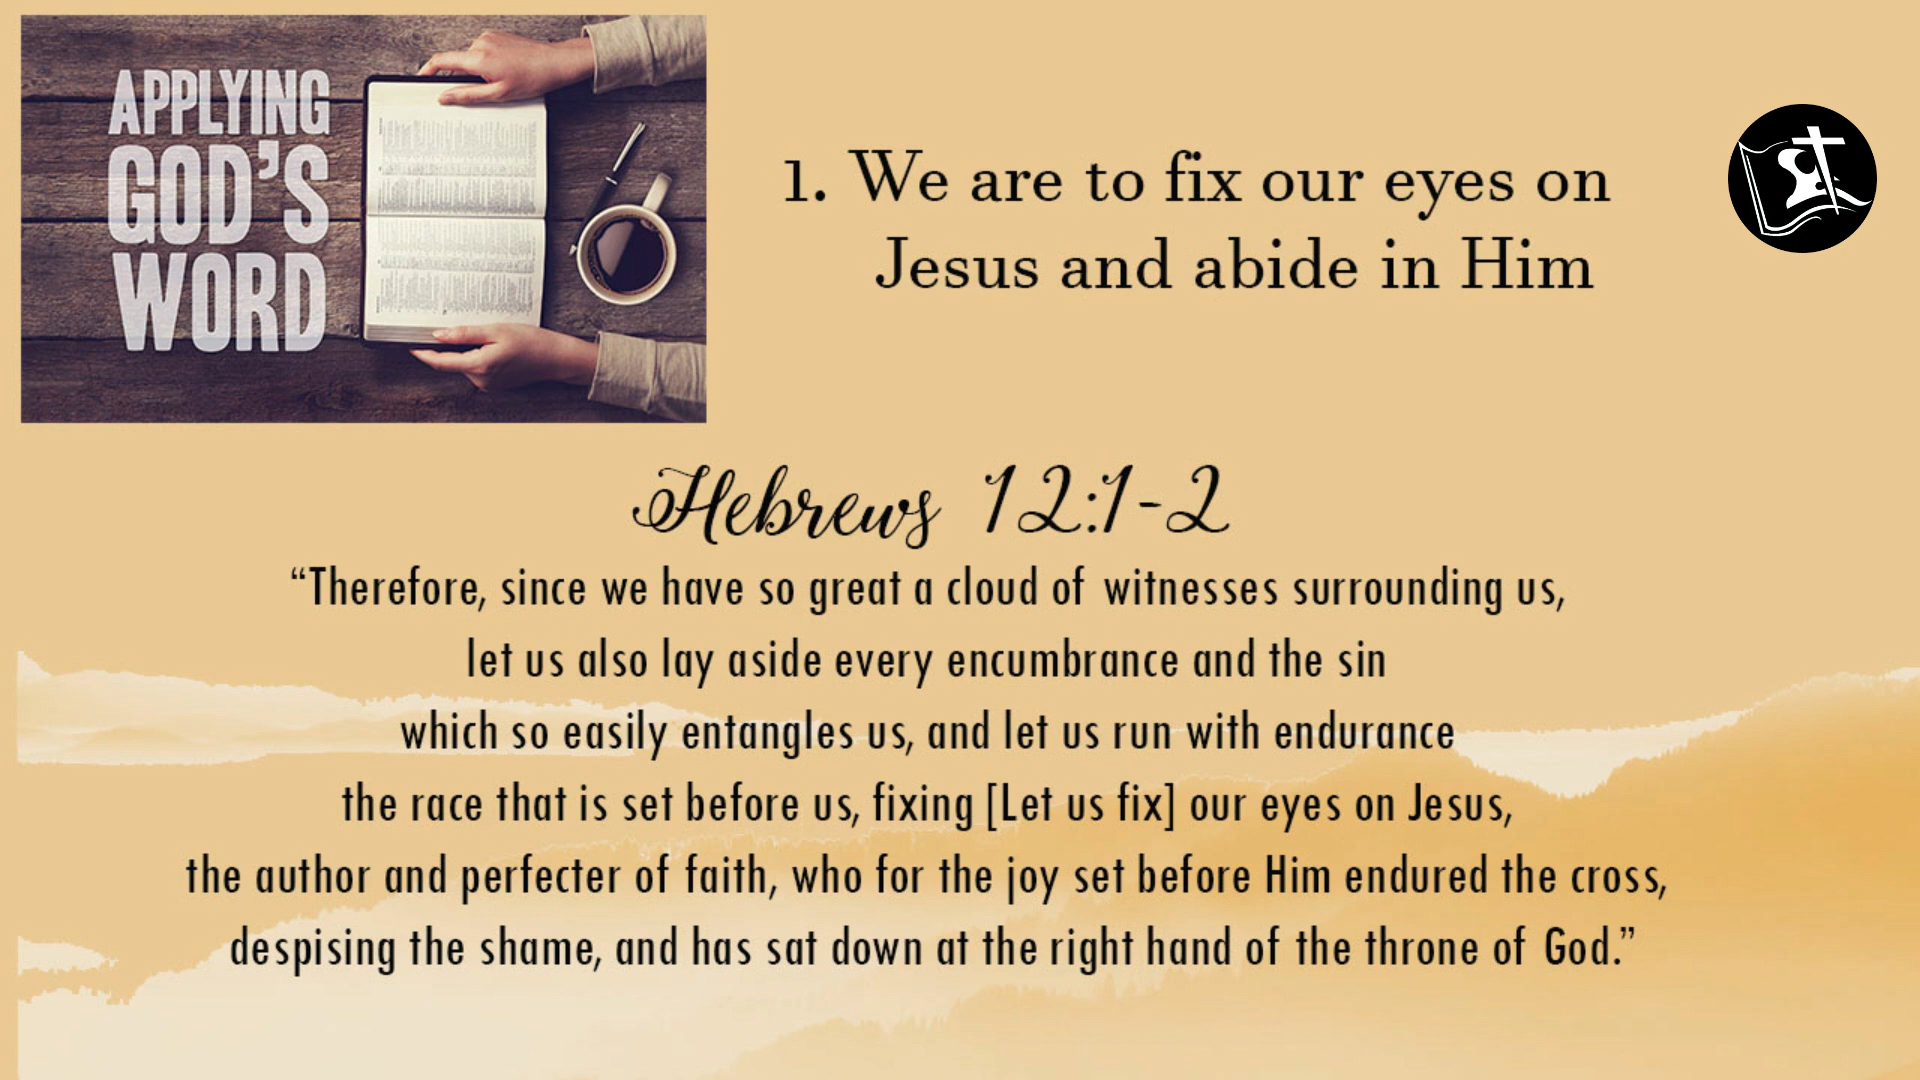 APPLYING
GOD'S
WORD
1. We are to fix our eyes on
Jesus and abide in Him
Hebrews 12:1-2
“Therefore, since we have so great a cloud of witnesses surrounding us,
let us also lay aside every encumbrance and the sin
which so easily entangles us, and let us run with endurance
the race that is set before us, fixing [Let us fix] our eyes on Jesus,
the author and perfecter of faith, who for the joy set before Him endured the cross,
despising the shame, and has sat down at the right hand of the throne of God.”